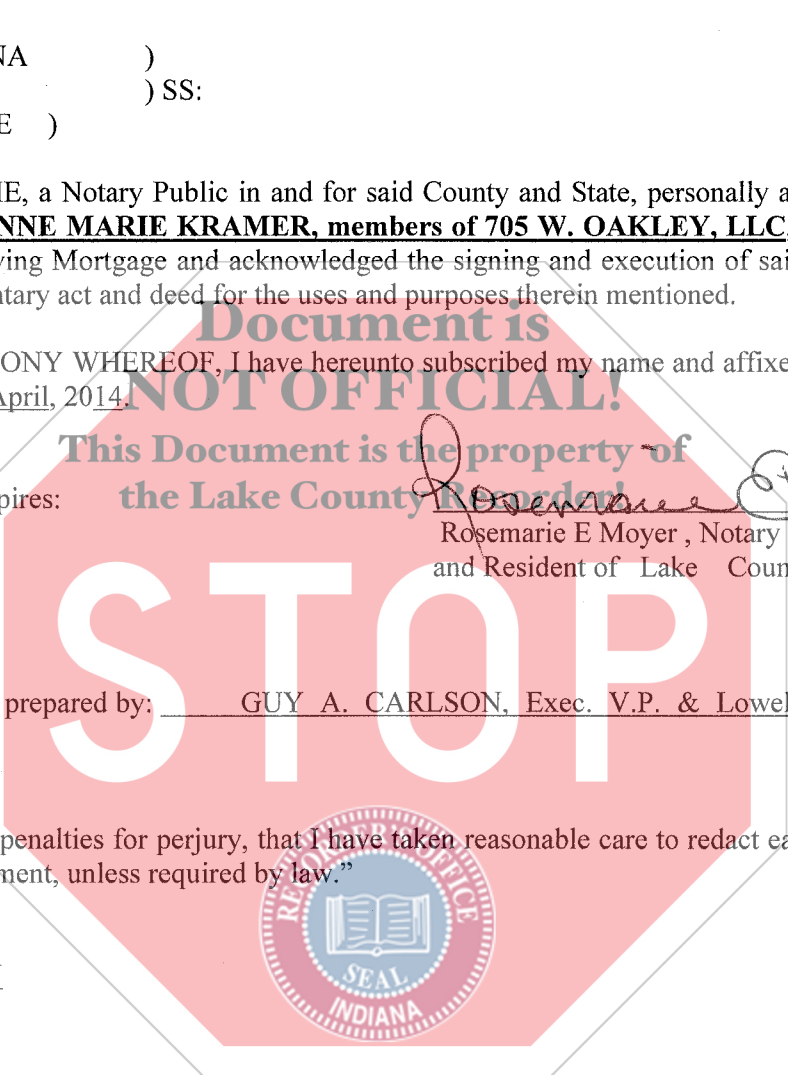 NA )
) SS:
E )
IE, a Notary Public in and for said County and State, personally a
NNE MARIE KRAMER, members of 705 W. OAKLEY, LLC,
ving Mortgage and acknowledged the signing and execution of sai
ntary act and deed for the uses and purposes therein mentioned.
Document is
ONY WHEREOF, I have hereunto subscribed my name and affixe
NOT OFFICIAL!
April, 2014.
This Document is the property of
the Lake County Recorder!
pires:
Rosemarie
Rosemarie E Moyer , Notary
and Resident of Lake Coun
STOP
prepared by: GUY A. CARLSON, Exec. V.P. & Lowel
penalties for perjury, that I have taken reasonable care to redact ea
ment, unless required by law.”
RECORDER'S OFFICE
SEAL
INDIANA